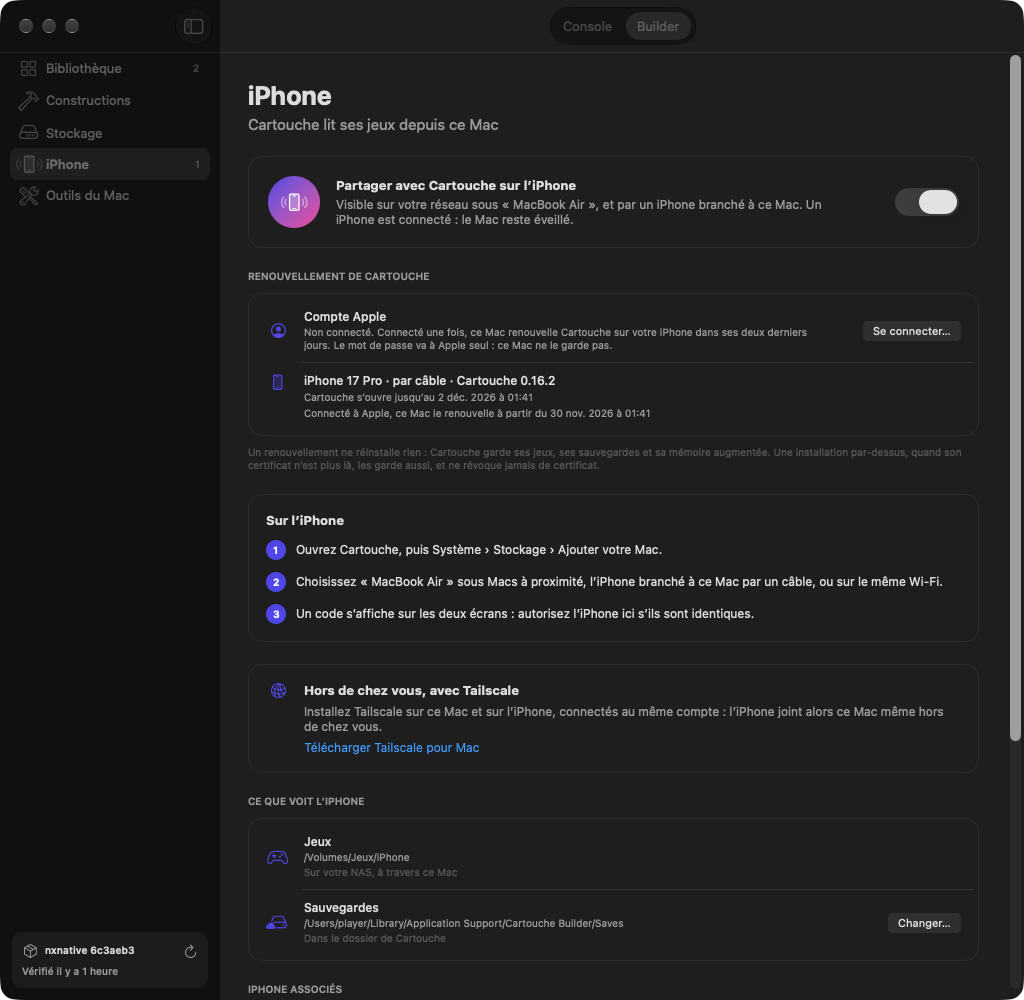 Console
Builder
Bibliothèque
2
Constructions
Stockage
iPhone
1
Outils du Mac
iPhone
Cartouche lit ses jeux depuis ce Mac
Partager avec Cartouche sur l’iPhone
Visible sur votre réseau sous « MacBook Air », et par un iPhone branché à ce Mac. Un
iPhone est connecté : le Mac reste éveillé.
RENOUVELLEMENT DE CARTOUCHE
Compte Apple
Non connecté. Connecté une fois, ce Mac renouvelle Cartouche sur votre iPhone dans ses deux derniers
jours. Le mot de passe va à Apple seul : ce Mac ne le garde pas.
Se connecter...
iPhone 17 Pro · par câble · Cartouche 0.16.2
Cartouche s’ouvre jusqu’au 2 déc. 2026 à 01:41
Connecté à Apple, ce Mac le renouvelle à partir du 30 nov. 2026 à 01:41
Un renouvellement ne réinstalle rien : Cartouche garde ses jeux, ses sauvegardes et sa mémoire augmentée. Une installation par-dessus, quand son
certificat n’est plus là, les garde aussi, et ne révoque jamais de certificat.
Sur l’iPhone
1 Ouvrez Cartouche, puis Système › Stockage › Ajouter votre Mac.
2 Choisissez « MacBook Air » sous Macs à proximité, l’iPhone branché à ce Mac par un câble, ou sur le même Wi-Fi.
3 Un code s’affiche sur les deux écrans : autorisez l’iPhone ici s’ils sont identiques.
Hors de chez vous, avec Tailscale
Installez Tailscale sur ce Mac et sur l’iPhone, connectés au même compte : l’iPhone joint alors ce Mac même hors
de chez vous.
Télécharger Tailscale pour Mac
CE QUE VOIT L’IPHONE
Jeux
/Volumes/Jeux/iPhone
Sur votre NAS, à travers ce Mac
Sauvegardes
/Users/player/Library/Application Support/Cartouche Builder/Saves
Dans le dossier de Cartouche
Changer...
IPHONE ASSOCIÉS
nxnative 6c3aeb3
Vérifié il y a 1 heure